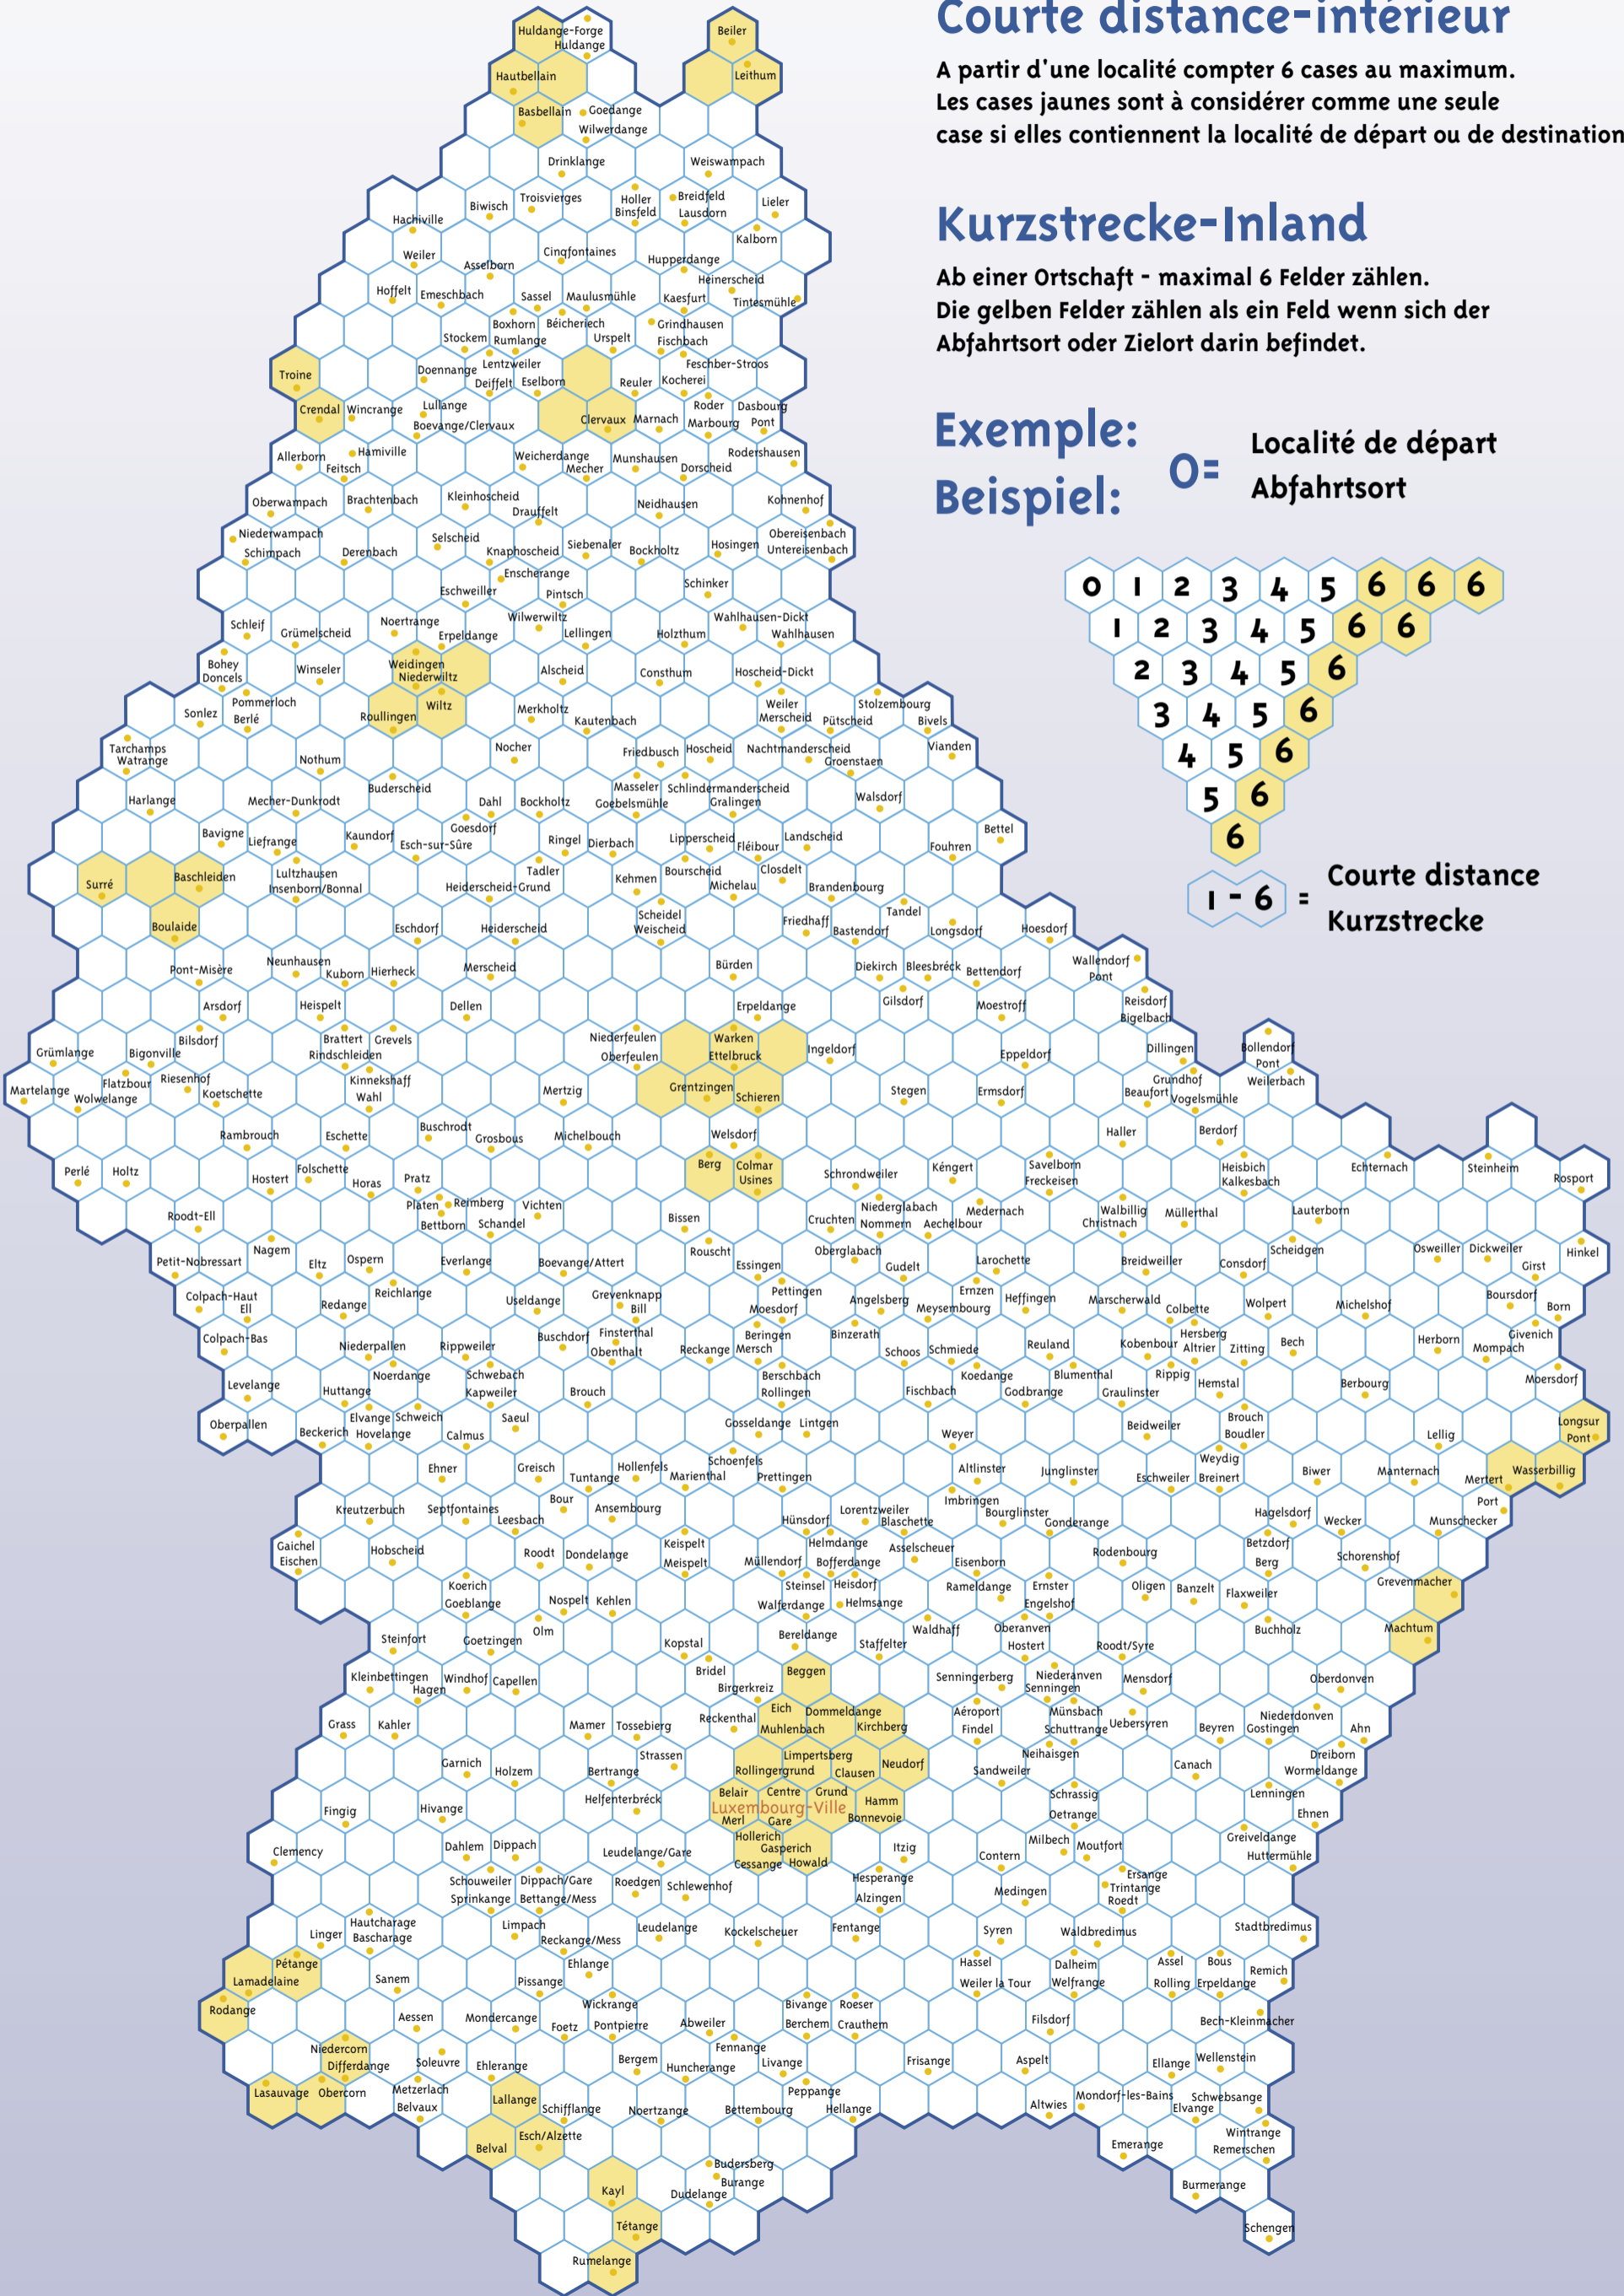 Courte distance-intérieur
A partir d'une localité compter 6 cases au maximum.
Les cases jaunes sont à considérer comme une seule
case si elles contiennent la localité de départ ou de destination
Kurzstrecke-Inland
Ab einer Ortschaft - maximal 6 Felder zählen.
Die gelben Felder zählen als ein Feld wenn sich der
Abfahrtsort oder Zielort darin befindet.
Exemple:
Beispiel:
0=
Localité de départ
Abfahrtsort
0 1 2 3 4 5 6 6 6
1 2 3 4 5 6 6
2 3 4 5 6
3 4 5 6
4 5 6
5 6
6
1 - 6 =
Courte distance
Kurzstrecke
Huldange-Forge
Huldange
Beiler
Hautbellain
Leithum
Basbellain
Goedange
Wilwerdange
Drinklange
Weiswampach
Hachiville
Biwisch
Troisvierges
Holler
Binsfeld
Breidfeld
Lausdorn
Lieler
Weiler
Asselborn
Cinqfontaines
Hupperdange
Kalborn
Hoffelt
Emeschbach
Sassel
Maulusmühle
Kaesfurt
Heinerscheid
Tintesmühle
Stockem
Boxhorn
Rumlange
Béicheriech
Urspelt
Grindhausen
Fischbach
Troine
Doennange
Lentzweiler
Deiffelt
Eselborn
Reuler
Kocherei
Feschber-Stroos
Crendal
Wincrange
Lullange
Boevange/Clervaux
Clervaux
Marnach
Roder
Marbourg
Dasbourg
Pont
Allerborn
Hamiville
Feitsch
Weicherdange
Mecher
Munshausen
Dorscheid
Rodershausen
Oberwampach
Brachtenbach
Kleinhoscheid
Drauffelt
Neidhausen
Kohnenhof
Niederwampach
Schimpach
Derenbach
Selscheid
Knaphoscheid
Siebenaler
Bockholtz
Hosingen
Obereisenbach
Untereisenbach
Eschweiller
Enscherange
Pintsch
Schinker
Schleif
Grümelscheid
Noertrange
Erpeldange
Wilwerwiltz
Lellingen
Holzthum
Wahlhausen-Dickt
Wahlhausen
Bohey
Doncels
Winseler
Weidingen
Niederwiltz
Alscheid
Consthum
Hoscheid-Dickt
Sonlez
Pommerloch
Berlé
Roullingen
Wiltz
Merkholtz
Kautenbach
Weiler
Merscheid
Pütscheid
Stolzembourg
Bivels
Tarchamps
Watrange
Nothum
Nocher
Friedbusch
Hoscheid
Nachtmanderscheid
Groenstaen
Vianden
Harlange
Mecher-Dunkrodt
Buderscheid
Dahl
Bockholtz
Masseler
Goebelsmühle
Schlindermanderscheid
Gralingen
Walsdorf
Bavigne
Liefrange
Kaundorf
Esch-sur-Sûre
Goesdorf
Ringel
Dierbach
Lipperscheid
Fléibour
Landscheid
Fouhren
Bettel
Surré
Baschleiden
Lultzhausen
Insenborn/Bonnal
Heiderscheid-Grund
Tadler
Kehmen
Bourscheid
Michelau
Closdelt
Brandenbourg
Boulaide
Eschdorf
Heiderscheid
Scheidel
Weischeid
Friedhaff
Bastendorf
Tandel
Longsdorf
Hoesdorf
Pont-Misère
Neunhausen
Kuborn
Hierheck
Merscheid
Bürden
Diekirch
Bleesbréck
Bettendorf
Wallendorf
Pont
Arsdorf
Heispelt
Dellen
Erpeldange
Gilsdorf
Moestroff
Reisdorf
Bigelbach
Grümlange
Bigonville
Bilsdorf
Brattert
Rindschleiden
Grevels
Niederfeulen
Oberfeulen
Warken
Ettelbruck
Ingeldorf
Eppeldorf
Dillingen
Bollendorf
Pont
Martelange
Flatzbour
Wolwelange
Riesenhof
Koetschette
Kinnekshaff
Wahl
Mertzig
Grentzingen
Schieren
Stegen
Ermsdorf
Beaufort
Grundhof
Vogelsmühle
Weilerbach
Rambrouch
Eschette
Buschrodt
Grosbous
Michelbouch
Welsdorf
Haller
Berdorf
Perlé
Holtz
Hostert
Folschette
Horas
Pratz
Berg
Colmar
Usines
Schrondweiler
Kéngert
Savelborn
Freckeisen
Heisbich
Kalkesbach
Echternach
Steinheim
Rosport
Roodt-Ell
Platen
Reimberg
Bettborn
Schandel
Vichten
Bissen
Cruchten
Niederglabach
Nommern
Aechelbour
Medernach
Walbillig
Christnach
Müllerthal
Lauterborn
Petit-Nobressart
Nagem
Eltz
Ospern
Everlange
Boevange/Attert
Rouscht
Essingen
Oberglabach
Gudelt
Larochette
Breidweiler
Consdorf
Scheidgen
Osweiller
Dickweiler
Girst
Hinkel
Colpach-Haut
Ell
Redange
Reichlange
Useldange
Grevenknapp
Bill
Pettingen
Moesdorf
Angelsberg
Meysembourg
Ernzen
Heffingen
Marscherwald
Colbette
Wolpert
Michelshof
Boursdorf
Born
Colpach-Bas
Niederpallen
Rippweiler
Buschdorf
Finsterthal
Obenthalt
Reckange
Beringen
Mersch
Binzerath
Schoos
Schmiede
Reuland
Kobenbour
Hersberg
Altrier
Zitting
Bech
Herborn
Mompach
Givenich
Levelange
Huttange
Noerdange
Schwebach
Kapweiler
Brouch
Berschbach
Rollingen
Fischbach
Koedange
Godbrange
Blumenthal
Graulinster
Rippig
Hemstal
Berbourg
Moersdorf
Oberpallen
Beckerich
Elvange
Hovelange
Schweich
Calmus
Saeul
Gosseldange
Lintgen
Weyer
Beidweiler
Brouch
Boudler
Lellig
Longsur
Pont
Ehner
Greisch
Tuntange
Hollenfels
Marienthal
Schoenfels
Prettingen
Altlinster
Junglinster
Eschweiler
Weydig
Breinert
Biwer
Manternach
Mertert
Wasserbillig
Kreutzerbuch
Septfontaines
Leesbach
Bour
Ansembourg
Hünsdorf
Lorentzweiler
Blaschette
Imbringen
Bourglinster
Gonderange
Hagelsdorf
Wecker
Port
Munschecker
Gaichel
Eischen
Hobscheid
Roodt
Dondelange
Keispelt
Meispelt
Müllendorf
Helmdange
Bofferdange
Asselscheuer
Eisenborn
Rodenbourg
Betzdorf
Berg
Schorenshof
Koerich
Goeblange
Nospelt
Kehlen
Steinsel
Walferdange
Heisdorf
Helmsange
Rameldange
Ernster
Engelshof
Oligen
Banzelt
Flaxweiler
Grevenmacher
Steinfort
Goetzingen
Olm
Kopstal
Bereldange
Staffelter
Waldhaff
Oberanven
Hostert
Roodt/Syre
Buchholz
Machtum
Kleinbettingen
Hagen
Windhof
Capellen
Bridel
Birgerkreiz
Beggen
Senningerberg
Niederanven
Senningen
Mensdorf
Oberdonven
Grass
Kahler
Mamer
Tossebierg
Reckenthal
Eich
Muhlenbach
Dommeldange
Kirchberg
Aéroport
Findel
Münsbach
Schuttrange
Uebersyren
Beyren
Niederdonven
Gostingen
Ahn
Garnich
Holzem
Bertrange
Strassen
Rollingergrund
Limpertsberg
Clausen
Neudorf
Sandweiler
Neihaisgen
Canach
Dreiborn
Wormeldange
Fingig
Hivange
Helfenterbréck
Belair
Centre
Grund
Luxembourg-Ville
Merl
Gare
Hamm
Bonnevoie
Schrassig
Oetrange
Lenningen
Ehnen
Clemency
Dahlem
Dippach
Leudelange/Gare
Hollerich
Gasperich
Cessange
Howald
Itzig
Contern
Milbech
Moutfort
Greiveldange
Huttermühle
Schouweiler
Sprinkange
Dippach/Gare
Bettange/Mess
Roedgen
Schlewenhof
Hesperange
Alzingen
Medingen
Ersange
Trintange
Roedt
Linger
Hautcharage
Bascharage
Limpach
Reckange/Mess
Leudelange
Kockelscheuer
Fentange
Syren
Waldbredimus
Stadtbredimus
Pétange
Lamadelaine
Sanem
Pissange
Ehlange
Hassel
Weiler la Tour
Dalheim
Welfrange
Assel
Rolling
Bous
Erpeldange
Remich
Rodange
Aessen
Mondercange
Foetz
Wickrange
Pontpierre
Abweiler
Bivange
Berchem
Roeser
Crauthem
Filsdorf
Bech-Kleinmacher
Niedercorn
Differdange
Soleuvre
Ehlerange
Bergem
Huncherange
Fennange
Livange
Frisange
Aspelt
Ellange
Wellenstein
Lasauvage
Obercorn
Metzerlach
Belvaux
Lallange
Schifflange
Noertzange
Bettembourg
Peppange
Hellange
Altwies
Mondorf-les-Bains
Elvange
Schwebsange
Belval
Esch/Alzette
Emerange
Wintrange
Remerschen
Kayl
Budersberg
Burange
Dudelange
Burmerange
Tétange
Schengen
Rumelange